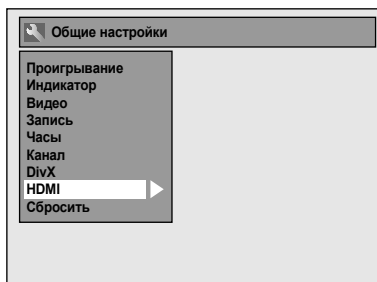 Общие настройки
Проигрывание
Индикатор
Видео
Запись
Часы
Канал
DivX
HDMI
Сбросить